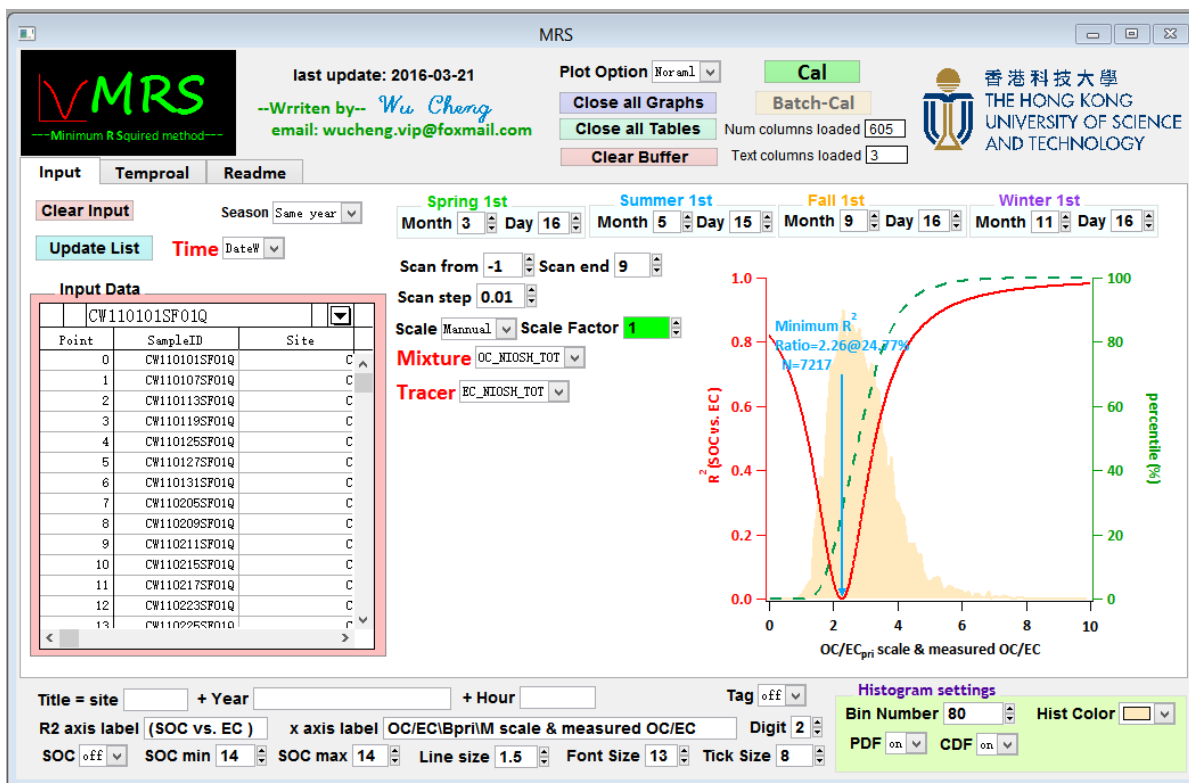 MRS
MRS
---Minimum R Squired method---
last update: 2016-03-21
--Wrriten by-- Wu Cheng
email: wucheng.vip@foxmail.com
Plot Option Noraml
Close all Graphs
Close all Tables
Clear Buffer
Cal
Batch-Cal
Num columns loaded 605
Text columns loaded 3
香港科技大學
THE HONG KONG
UNIVERSITY OF SCIENCE
AND TECHNOLOGY
Input Temproal Readme
Clear Input Season Same year
Update List Time DateW
Spring 1st Summer 1st Fall 1st Winter 1st
Month 3 Day 16 Month 5 Day 15 Month 9 Day 16 Month 11 Day 16
Scan from -1 Scan end 9
Scan step 0.01
Scale Mannual Scale Factor 1
Mixture OC_NIOSH_TOT
Tracer EC_NIOSH_TOT
Input Data
CW110101SF01Q
Point SampleID Site
0 CW110101SF01Q C
1 CW110107SF01Q C
2 CW110113SF01Q C
3 CW110119SF01Q C
4 CW110125SF01Q C
5 CW110127SF01Q C
6 CW110131SF01Q C
7 CW110205SF01Q C
8 CW110209SF01Q C
9 CW110211SF01Q C
10 CW110215SF01Q C
11 CW110217SF01Q C
12 CW110223SF01Q C
13 CW110225SF01Q C
Minimum R2
Ratio=2.26@24.77%
N=7217
R2 (SOC vs. EC)
1.0
0.8
0.6
0.4
0.2
0.0
100
80
60
40
20
0
percentile (%)
0 2 4 6 8 10
OC/ECpri scale & measured OC/EC
Title = site + Year + Hour Tag off
R2 axis label (SOC vs. EC ) x axis label OC/EC\Bpri\M scale & measured OC/EC Digit 2
SOC off SOC min 14 SOC max 14 Line size 1.5 Font Size 13 Tick Size 8
Histogram settings
Bin Number 80 Hist Color
PDF on CDF on